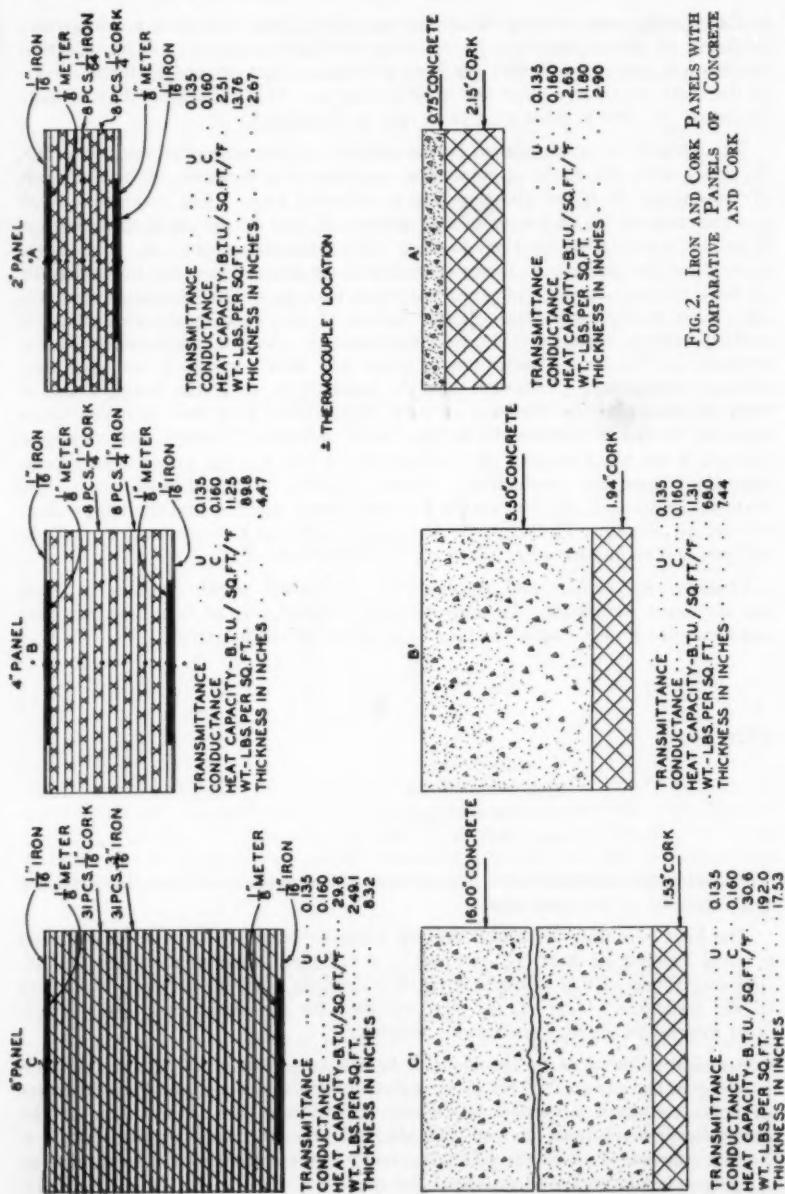 8" PANEL
C
1/16" IRON
1/8" METER
31 PCS. 1/16" CORK
31 PCS. 3/16" IRON
1/8" METER
1/16" IRON
TRANSMITTANCE ...... U .. 0.135
CONDUCTANCE ...... C .. 0.160
HEAT CAPACITY-B.T.U./SQ.FT./°F .... 29.6
WT.-LBS. PER SQ. FT. ...... 249.1
THICKNESS IN INCHES ...... 8.32
4" PANEL
B
1/16" IRON
1/8" METER
8 PCS. 1/4" CORK
8 PCS. 1/4" IRON
1/8" METER
1/16" IRON
TRANSMITTANCE U ... 0.135
CONDUCTANCE ... C ... 0.160
HEAT CAPACITY-B.T.U./SQ.FT./°F .. 11.25
WT.-LBS. PER SQ. FT. ...... 89.8
THICKNESS IN INCHES ...... 4.47
2" PANEL
"A
1/16" IRON
1/8" METER
8 PCS. 1/64" IRON
8 PCS. 1/4" CORK
1/8" METER
1/16" IRON
TRANSMITTANCE U ... 0.135
CONDUCTANCE C ... 0.160
HEAT CAPACITY B.T.U./SQ.FT/°F 2.51
WT.-LBS. PER SQ.FT. ...... 13.76
THICKNESS IN INCHES ...... 2.67
THERMOCOUPLE LOCATION
C'
16.00" CONCRETE
1.53" CORK
TRANSMITTANCE ...... U .. 0.135
CONDUCTANCE ...... C .. 0.160
HEAT CAPACITY-B.T.U./SQ.FT./°F ... 30.6
WT.-LBS. PER SQ. FT. ...... 192.0
THICKNESS IN INCHES ...... 17.53
B'
5.50" CONCRETE
1.94" CORK
TRANSMITTANCE U ... 0.135
CONDUCTANCE ... C ... 0.160
HEAT CAPACITY-B.T.U./SQ.FT./°F .. 11.31
WT.-LBS. PER SQ. FT. ...... 68.0
THICKNESS IN INCHES ...... 7.44
A'
0.75" CONCRETE
2.15" CORK
TRANSMITTANCE ... U ... 0.135
CONDUCTANCE C ... 0.160
HEAT CAPACITY-B.T.U./SQ.FT/°F 2.63
WT.-LBS. PER SQ.FT. ...... 11.80
THICKNESS IN INCHES ...... 2.90
FIG. 2. IRON AND CORK PANELS WITH
COMPARATIVE PANELS OF CONCRETE
AND CORK